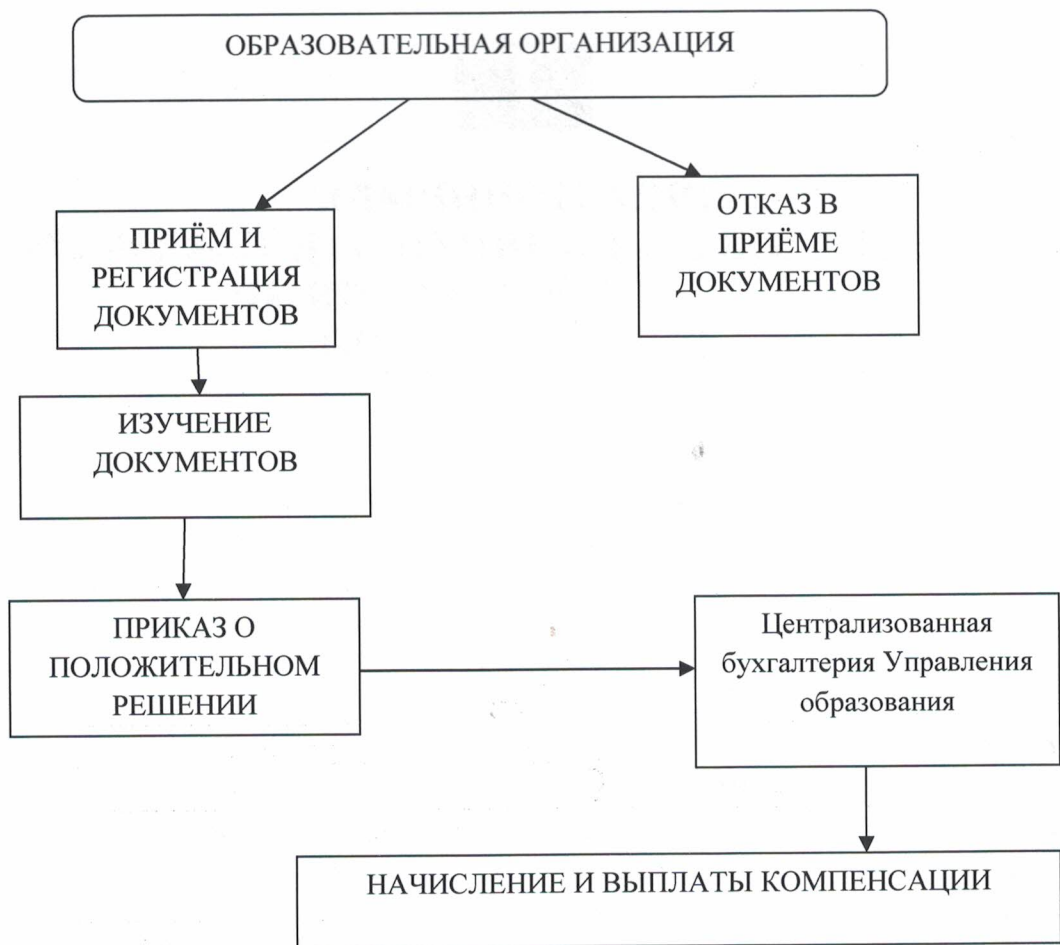 ОБРАЗОВАТЕЛЬНАЯ ОРГАНИЗАЦИЯ
ПРИЁМ И
РЕГИСТРАЦИЯ
ДОКУМЕНТОВ
ОТКАЗ В
ПРИЁМЕ
ДОКУМЕНТОВ
ИЗУЧЕНИЕ
ДОКУМЕНТОВ
ПРИКАЗ О
ПОЛОЖИТЕЛЬНОМ
РЕШЕНИИ
Централизованная
бухгалтерия Управления
образования
НАЧИСЛЕНИЕ И ВЫПЛАТЫ КОМПЕНСАЦИИ